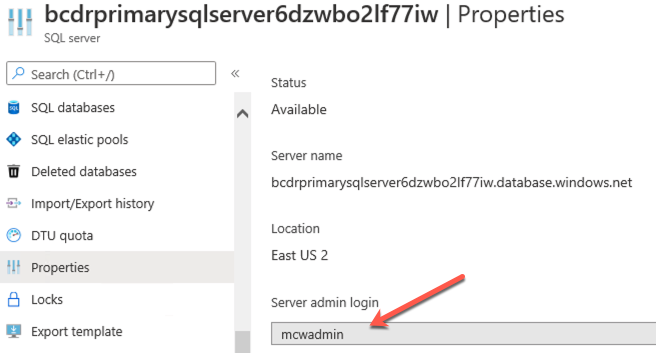 bcdrprimarysqlserver6dzwbo2lf77iw | Properties
SQL server
Search (Ctrl+/)
«
SQL databases
SQL elastic pools
Deleted databases
Import/Export history
DTU quota
Properties
Locks
Export template
Status
Available
Server name
bcdrprimarysqlserver6dzwbo2lf77iw.database.windows.net
Location
East US 2
Server admin login
mcwadmin